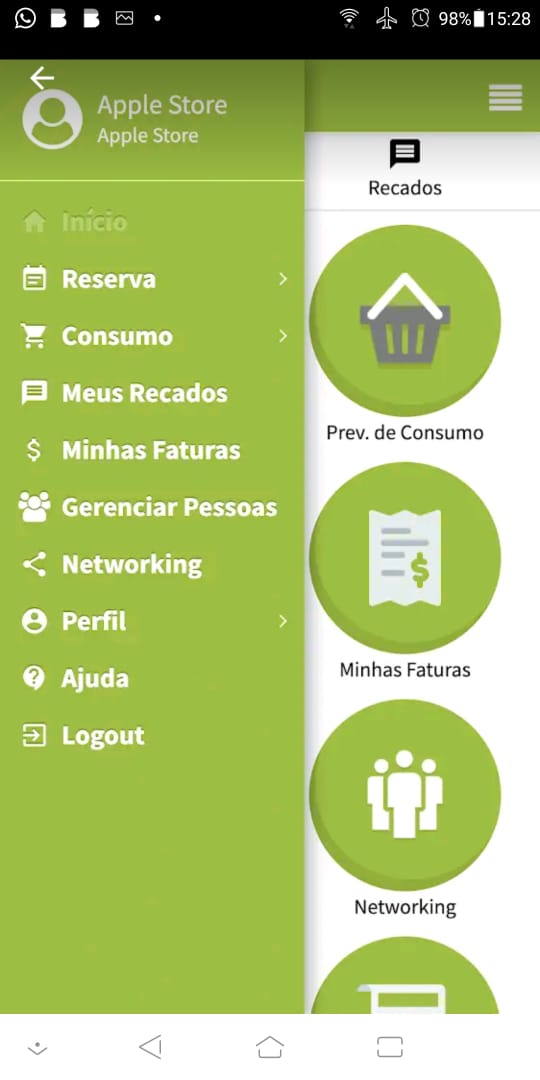 98% 15:28
Apple Store
Apple Store
Início
Reserva
Consumo
Meus Recados
Minhas Faturas
Gerenciar Pessoas
Networking
Perfil
Ajuda
Logout
Recados
Prev. de Consumo
Minhas Faturas
Networking